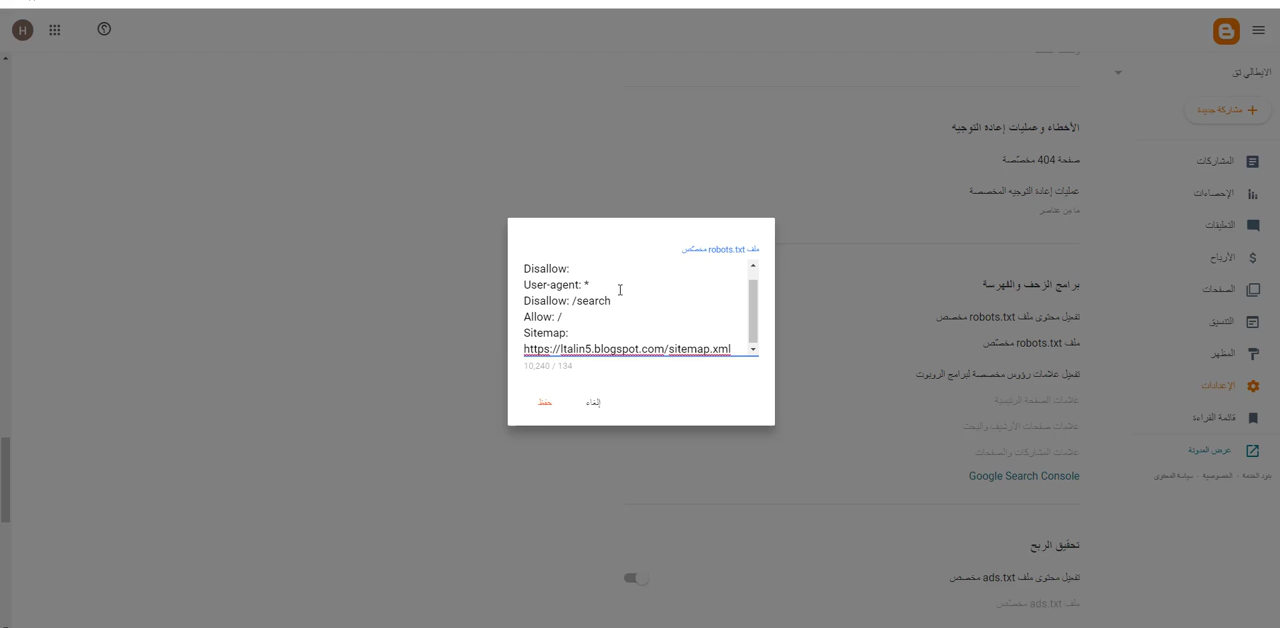 H
الايطالي تق
مشاركة جديدة
المشاركات
الإحصاءات
التعليقات
الأرباح
الصفحات
التنسيق
المظهر
الإعدادات
قائمة القراءة
عرض المدونة
بنود الخدمة - الخصوصية - سياسة المحتوى
الأخطاء وعمليات إعادة التوجيه
صفحة 404 مخصّصة
عمليات إعادة التوجيه المخصصة
ما من عناصر
برامج الزحف والفهرسة
تفعيل محتوى ملف robots.txt مخصص
ملف robots.txt مخصص
تفعيل علامات رؤوس مخصصة لبرامج الروبوت
علامات الصفحة الرئيسية
علامات صفحات الأرشيف والبحث
علامات المشاركات والصفحات
Google Search Console
تحقيق الربح
تفعيل محتوى ملف ads.txt مخصص
ملف ads.txt مخصص
ملف robots.txt مخصّص
Disallow:
User-agent: *
Disallow: /search
Allow: /
Sitemap:
https://Italin5.blogspot.com/sitemap.xml
10,240 / 134
إلغاء
حفظ